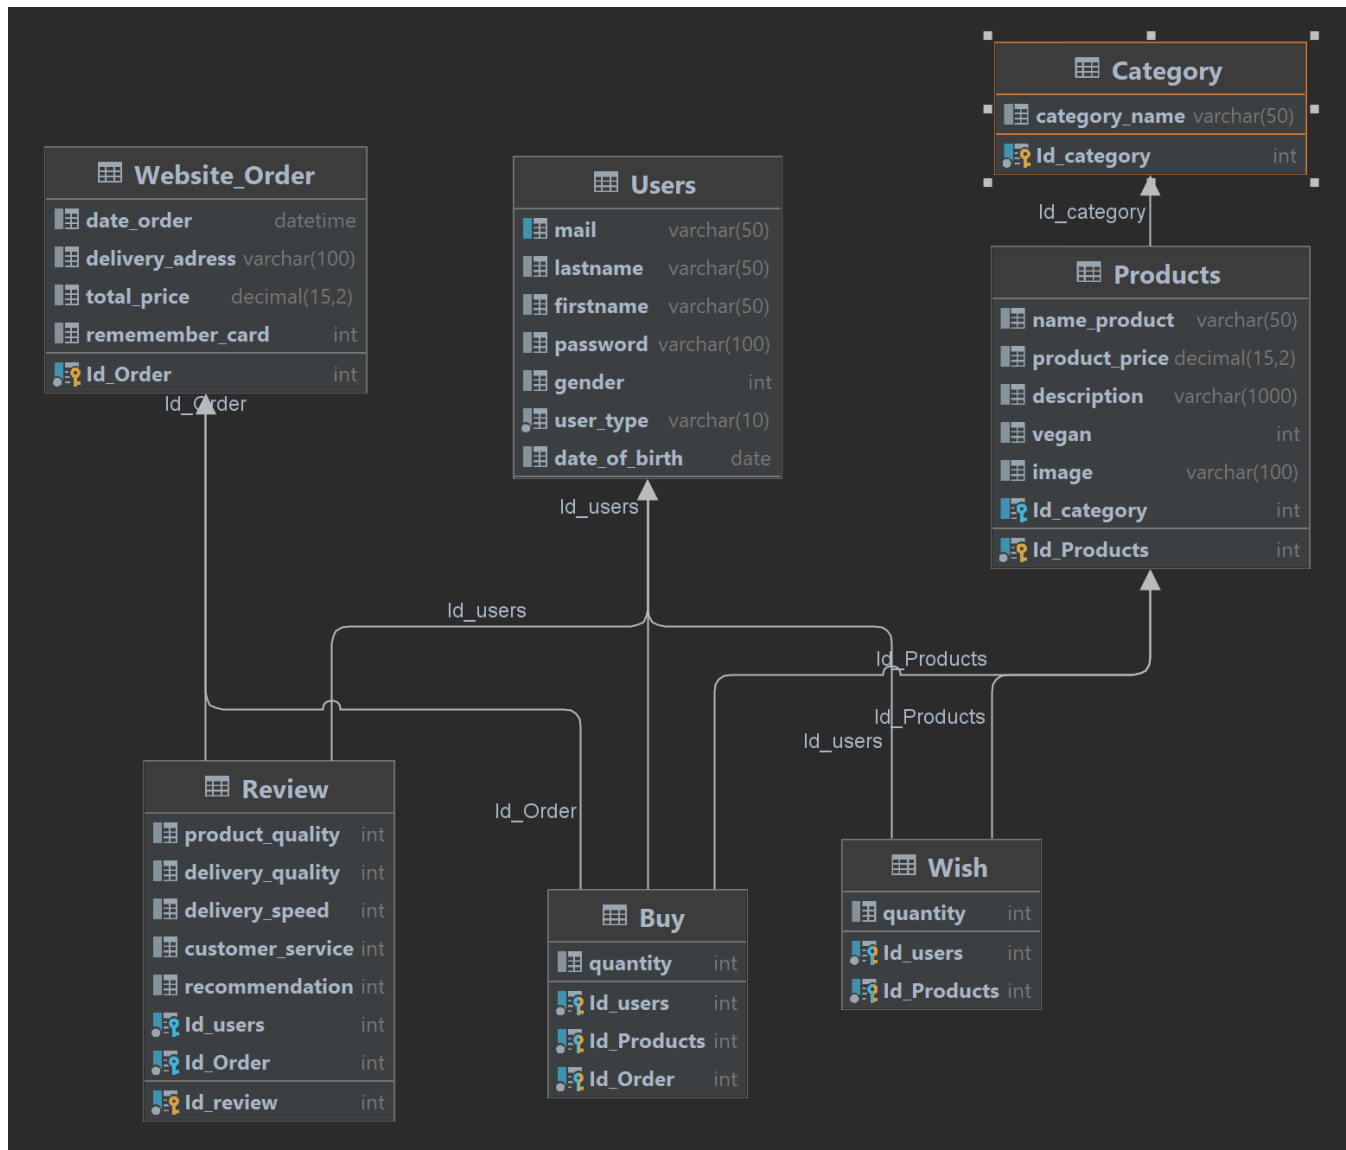 Category
category_name varchar(50)
Id_category int
Id_category
Website_Order
date_order datetime
delivery_adress varchar(100)
total_price decimal(15,2)
rememember_card int
Id_Order int
Id_Order
Users
mail varchar(50)
lastname varchar(50)
firstname varchar(50)
password varchar(100)
gender int
user_type varchar(10)
date_of_birth date
Id_users
Products
name_product varchar(50)
product_price decimal(15,2)
description varchar(1000)
vegan int
image varchar(100)
Id_category int
Id_Products int
Id_users
Id_Products
Id_Products
Id_users
Id_Order
Review
product_quality int
delivery_quality int
delivery_speed int
customer_service int
recommendation int
Id_users int
Id_Order int
Id_review int
Buy
quantity int
Id_users int
Id_Products int
Id_Order int
Wish
quantity int
Id_users int
Id_Products int